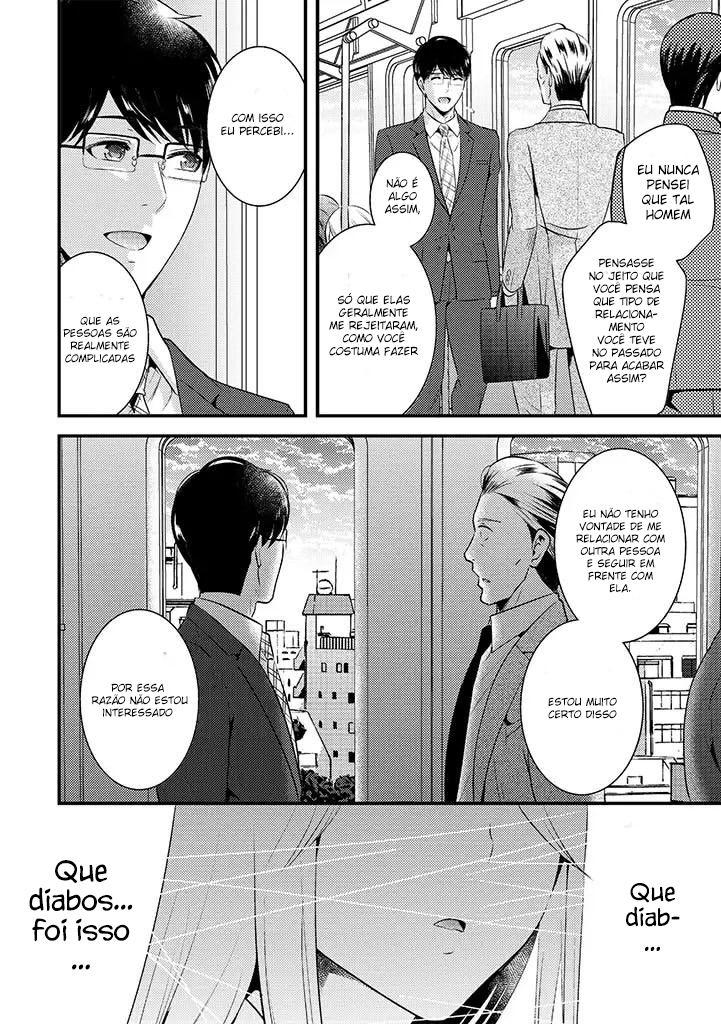 EU NUNCA
PENSEI
QUE TAL
HOMEM
PENSASSE
NO JEITO QUE
VOCÊ PENSA
QUE TIPO DE
RELACIONA-
MENTO
VOCÊ TEVE
NO PASSADO
PARA ACABAR
ASSIM?
NÃO É
ALGO
ASSIM,
SÓ QUE ELAS
GERALMENTE
ME REJEITARAM,
COMO VOCÊ
COSTUMA FAZER
COM ISSO
EU PERCEBI...
QUE AS
PESSOAS SÃO
REALMENTE
COMPLICADAS
EU NÃO TENHO
VONTADE DE ME
RELACIONAR COM
OUTRA PESSOA
E SEGUIR EM
FRENTE COM
ELA.
ESTOU MUITO
CERTO DISSO
POR ESSA
RAZÃO NÃO ESTOU
INTERESSADO
Que
diab-
...
Que
diabos...
foi isso
...